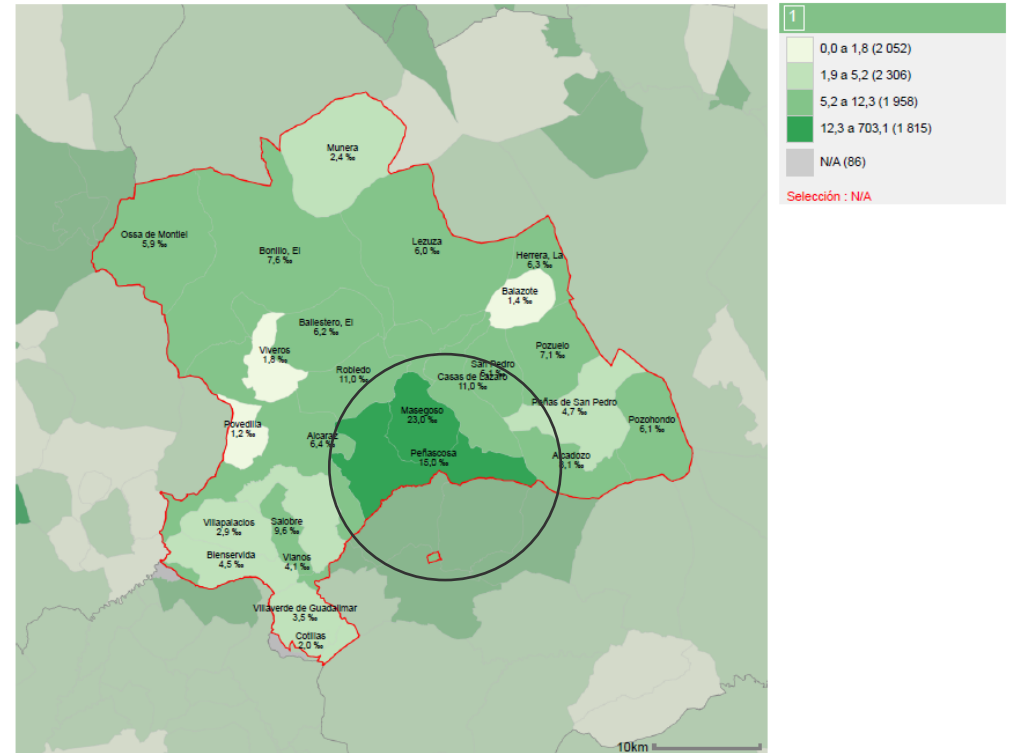 1
0,0 a 1,8 (2 052)
1,9 a 5,2 (2 306)
5,2 a 12,3 (1 958)
12,3 a 703,1 (1 815)
N/A (86)
Selección : N/A
Munera
2,4 ‰
Ossa de Montiel
5,9 ‰
Bonillo, El
7,6 ‰
Lezuza
6,0 ‰
Herrera, La
6,3 ‰
Balazote
1,4 ‰
Ballestero, El
6,2 ‰
Viveros
1,8 ‰
Pozuelo
7,1 ‰
Robledo
11,0 ‰
San Pedro
Casas de Lázaro
11,0 ‰
Peñas de San Pedro
4,7 ‰
Masegoso
23,0 ‰
Pozohondo
6,1 ‰
Povedilla
1,2 ‰
Alcaraz
6,4 ‰
Peñascosa
15,0 ‰
Alcadozo
Villapalacios
2,9 ‰
Salobre
9,6 ‰
Bienservida
4,5 ‰
Vianos
4,1 ‰
Villaverde de Guadalimar
3,5 ‰
Cotillas
2,0 ‰
10km